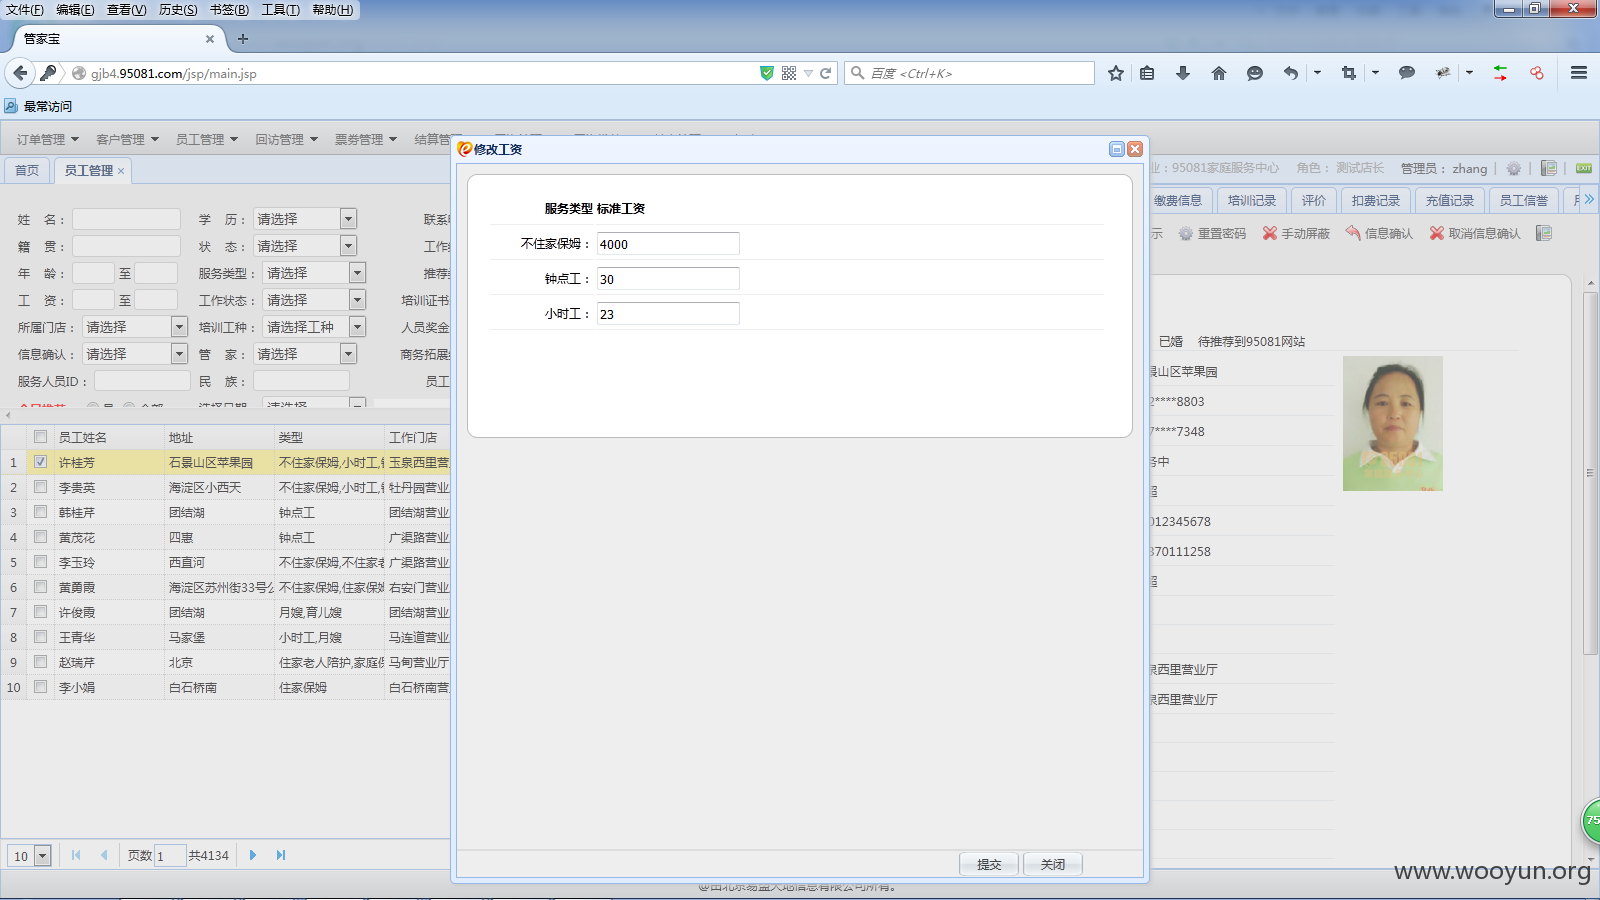 文件(F) 编辑(E) 查看(V) 历史(S) 书签(B) 工具(T) 帮助(H)
管家宝
gjb4.95081.com/jsp/main.jsp
百度 <Ctrl+K>
最常访问
订单管理 客户管理 员工管理 回访管理 票券管理 结算管
首页 员工管理
95081家庭服务中心 角色： 测试店长 管理员： zhang
EXIT
修改工资
服务类型 标准工资
不住家保姆： 4000
钟点工： 30
小时工： 23
提交 关闭
姓 名： 学 历： 请选择 联系
籍 贯： 状 态： 请选择 工作
年 龄： 至 服务类型： 请选择 推荐
工 资： 至 工作状态： 请选择 培训证书
所属门店： 请选择 培训工种： 请选择工种 人员奖金
信息确认： 请选择 管 家： 请选择 商务拓展
服务人员ID： 民 族： 员工
员工姓名 地址 类型 工作门店
1 许桂芳 石景山区苹果园 不住家保姆,小时工, 玉泉西里营
2 李贵英 海淀区小西天 不住家保姆,小时工, 牡丹园营业
3 韩桂芹 团结湖 钟点工 团结湖营业
4 黄茂花 四惠 钟点工 广渠路营业
5 李玉玲 西直河 不住家保姆,不住家老 广渠路营业
6 黄勇霞 海淀区苏州街33号公 不住家保姆,住家保姆 右安门营业
7 许俊霞 团结湖 月嫂,育儿嫂 团结湖营业
8 王青华 马家堡 小时工,月嫂 马连道营业
9 赵瑞芹 北京 住家老人陪护,家庭保 马甸营业厅
10 李小娟 白石桥南 住家保姆 白石桥南营
10 页数 1 共4134
缴费信息 培训记录 评价 扣费记录 充值记录 员工信誉
示 重置密码 手动屏蔽 信息确认 取消信息确认
已婚 待推荐到95081网站
景山区苹果园
2****8803
7****7348
务中
012345678
370111258
泉西里营业厅
泉西里营业厅
75
www.wooyun.org